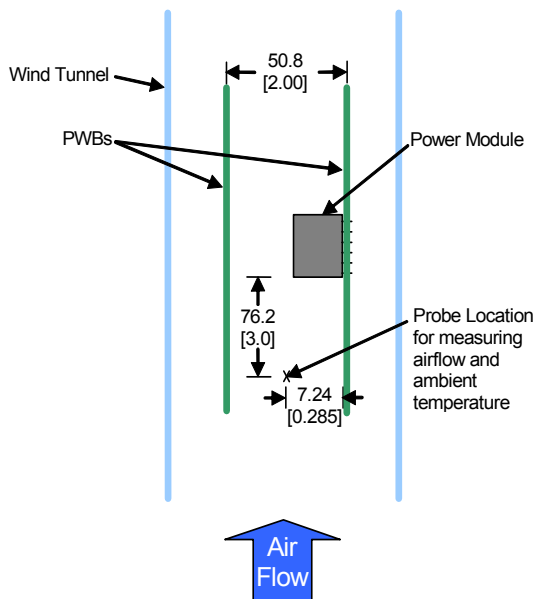 50.8
[2.00]
Wind Tunnel
PWBs
Power Module
76.2
[3.0]
Probe Location
for measuring
airflow and
ambient
temperature
x
7.24
[0.285]
Air
Flow